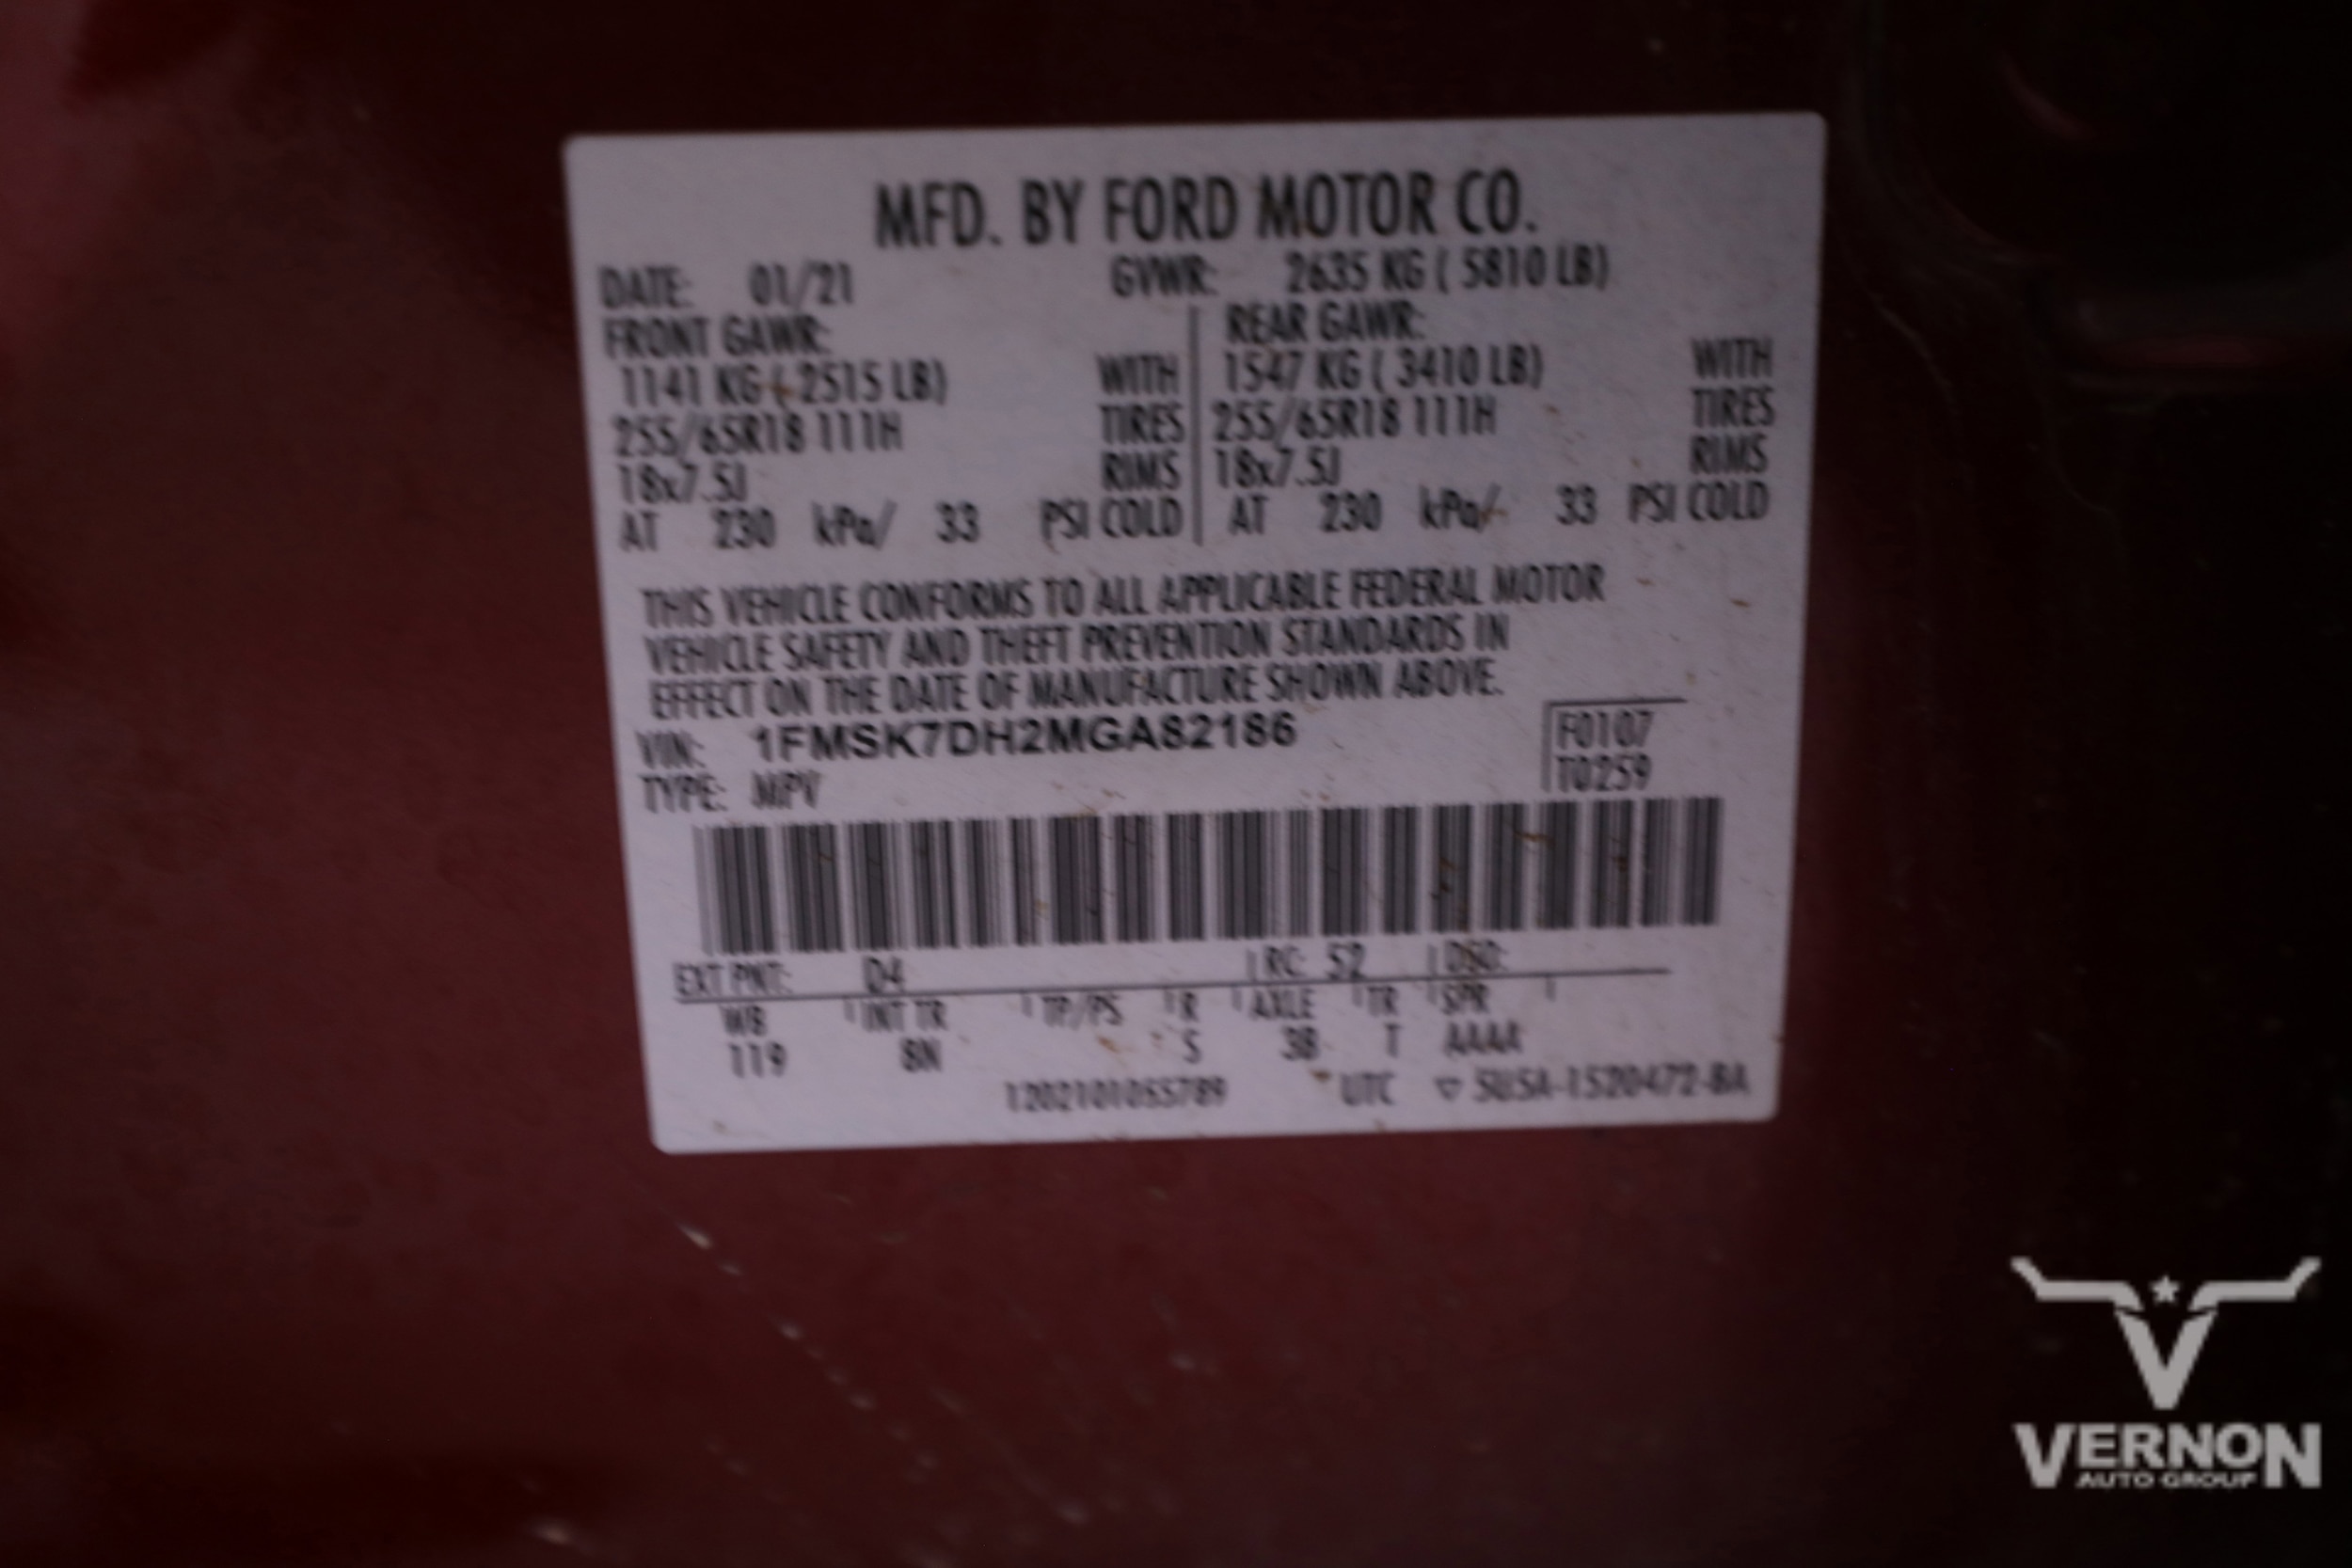 MFD. BY FORD MOTOR CO.
DATE: 01/21 GVWR: 2635 KG ( 5810 LB)
FRONT GAWR: REAR GAWR:
1141 KG ( 2515 LB) WITH 1547 KG ( 3410 LB) WITH
255/65R18 111H TIRES 255/65R18 111H TIRES
18x7.5J RIMS 18x7.5J RIMS
AT 230 kPa/ 33 PSI COLD AT 230 kPa/ 33 PSI COLD
THIS VEHICLE CONFORMS TO ALL APPLICABLE FEDERAL MOTOR
VEHICLE SAFETY AND THEFT PREVENTION STANDARDS IN
EFFECT ON THE DATE OF MANUFACTURE SHOWN ABOVE.
VIN: 1FMSK7DH2MGA82186 F0107
TYPE: MPV T0259
EXT PNT: D4 RC: 52 DSO:
WB INT TR TP/PS R AXLE TR SPR
119 8N S 3B T AAAA
1202101065789 UTC ▽ 5U5A-1520472-BA
VERNON
AUTO GROUP